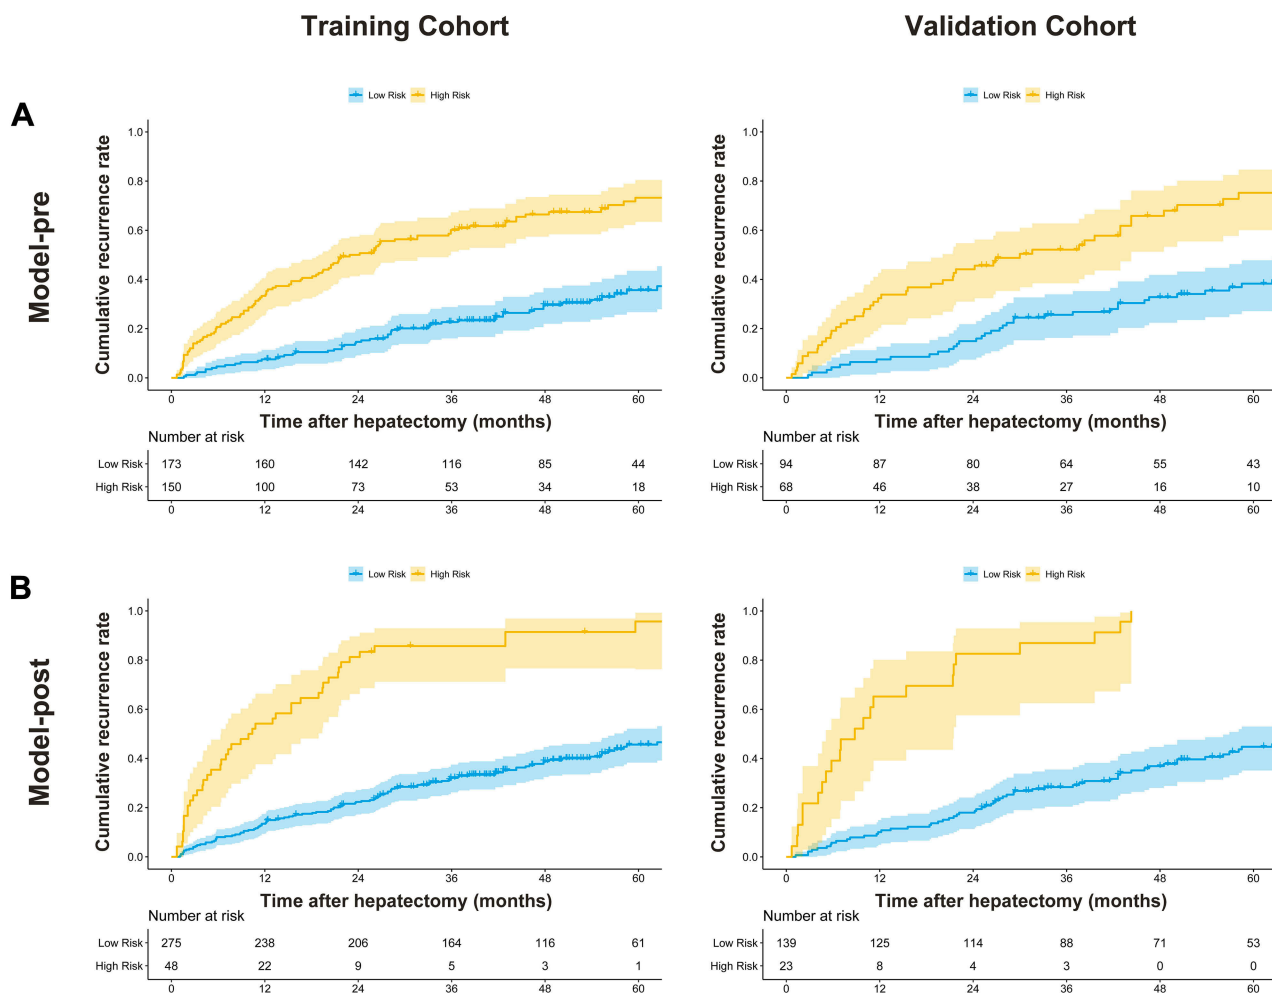 Training Cohort
Validation Cohort
A
Model-pre
Low Risk High Risk
Cumulative recurrence rate
1.0
0.8
0.6
0.4
0.2
0.0
0 12 24 36 48 60
Time after hepatectomy (months)
Number at risk
Low Risk 173 160 142 116 85 44
High Risk 150 100 73 53 34 18
0 12 24 36 48 60
Low Risk High Risk
Cumulative recurrence rate
1.0
0.8
0.6
0.4
0.2
0.0
0 12 24 36 48 60
Time after hepatectomy (months)
Number at risk
Low Risk 94 87 80 64 55 43
High Risk 68 46 38 27 16 10
0 12 24 36 48 60
B
Model-post
Low Risk High Risk
Cumulative recurrence rate
1.0
0.8
0.6
0.4
0.2
0.0
0 12 24 36 48 60
Time after hepatectomy (months)
Number at risk
Low Risk 275 238 206 164 116 61
High Risk 48 22 9 5 3 1
0 12 24 36 48 60
Low Risk High Risk
Cumulative recurrence rate
1.0
0.8
0.6
0.4
0.2
0.0
0 12 24 36 48 60
Time after hepatectomy (months)
Number at risk
Low Risk 139 125 114 88 71 53
High Risk 23 8 4 3 0 0
0 12 24 36 48 60